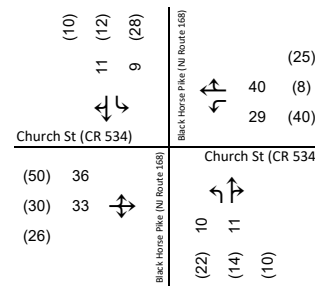 (10) (12) (28)
11 9
Black Horse Pike (NJ Route 168)
(25)
40 (8)
29 (40)
Church St (CR 534)
Church St (CR 534
(50) 36
(30) 33
(26)
Black Horse Pike (NJ Route 168)
10 11
(22) (14) (10)